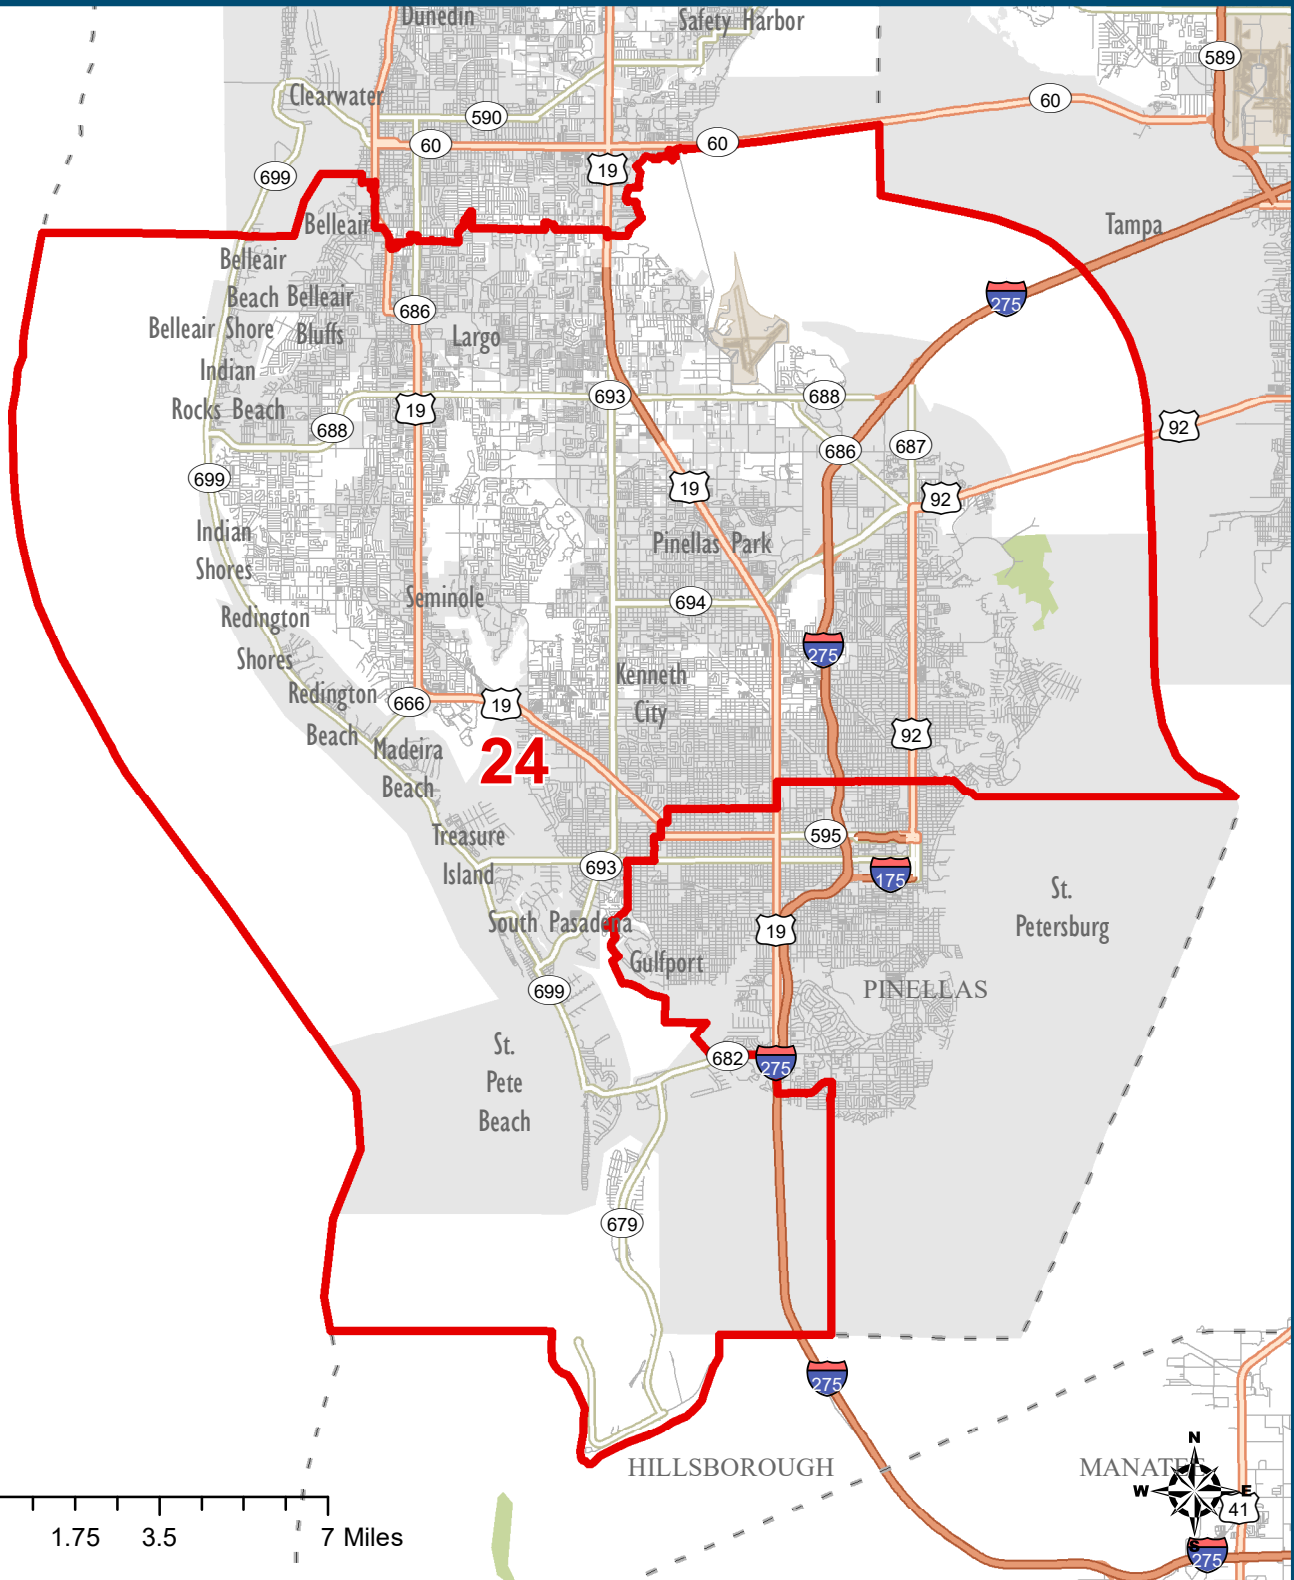 Dunedin
Safety Harbor
589
Clearwater
60
590
60
60
19
699
Belleair
Tampa
Belleair
Beach
Belleair
Bluffs
275
686
Belleair Shore
Largo
Indian
Rocks Beach
693
688
19
688
92
686
687
699
19
92
Indian
Shores
Pinellas Park
Seminole
694
Redington
Shores
275
Kenneth
City
Redington
Beach
666
19
92
Madeira
Beach
24
Treasure
Island
595
693
175
St.
Petersburg
South Pasadena
19
Gulfport
699
PINELLAS
St.
Pete
Beach
682
275
679
275
HILLSBOROUGH
MANATEE
N
W
E
S
41
275
1.75 3.5 7 Miles